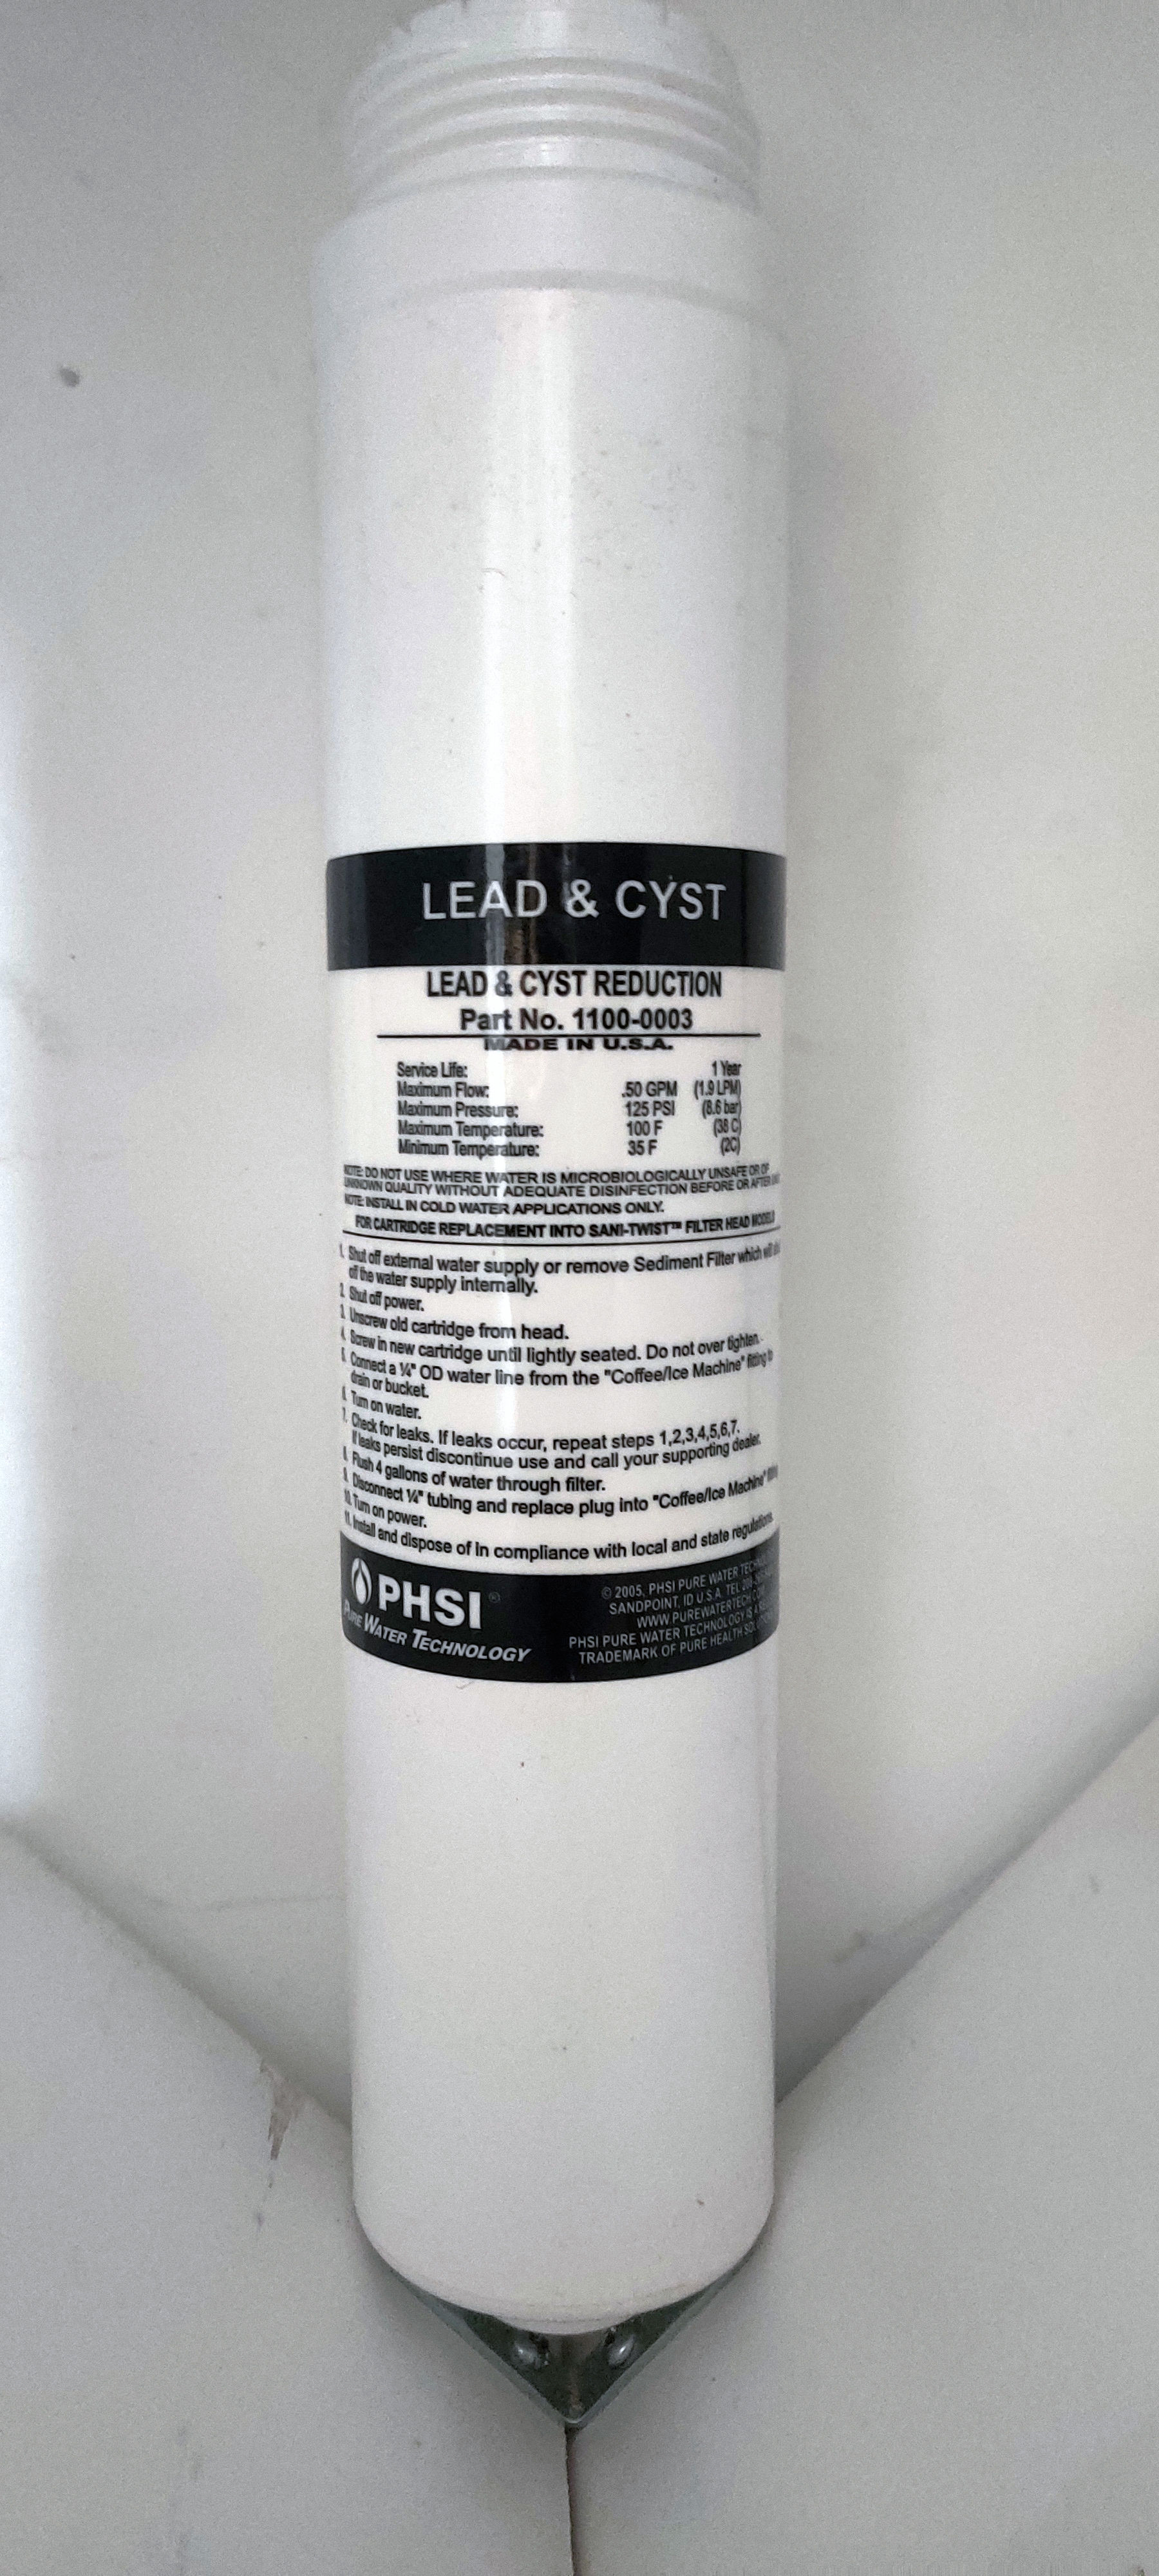 LEAD & CYST
LEAD & CYST REDUCTION
Part No. 1100-0003
MADE IN U.S.A.
Service Life: 1 Year
Maximum Flow: .50 GPM (1.9 LPM)
Maximum Pressure: 125 PSI (8.6 bar)
Maximum Temperature: 100 F (38 C)
Minimum Temperature: 35 F (2C)
NOTE: DO NOT USE WHERE WATER IS MICROBIOLOGICALLY UNSAFE OR OF
UNKNOWN QUALITY WITHOUT ADEQUATE DISINFECTION BEFORE OR AFTER
NOTE: INSTALL IN COLD WATER APPLICATIONS ONLY.
FOR CARTRIDGE REPLACEMENT INTO SANI-TWIST™ FILTER HEAD MODELS
1. Shut off external water supply or remove Sediment Filter which will
off the water supply internally.
2. Shut off power.
3. Unscrew old cartridge from head.
4. Screw in new cartridge until lightly seated. Do not over tighten.
5. Connect a ¼" OD water line from the "Coffee/Ice Machine" fitting to
drain or bucket.
6. Turn on water.
7. Check for leaks. If leaks occur, repeat steps 1,2,3,4,5,6,7.
If leaks persist discontinue use and call your supporting dealer.
8. Flush 4 gallons of water through filter.
9. Disconnect ¼" tubing and replace plug into "Coffee/Ice Machine"
10. Turn on power.
11. Install and dispose of in compliance with local and state regulations.
PHSI®
PURE WATER TECHNOLOGY
© 2005, PHSI PURE WATER
SANDPOINT, ID U.S.A. TEL
WWW.PUREWATERTECH.COM
PHSI PURE WATER TECHNOLOGY IS A
TRADEMARK OF PURE HEALTH